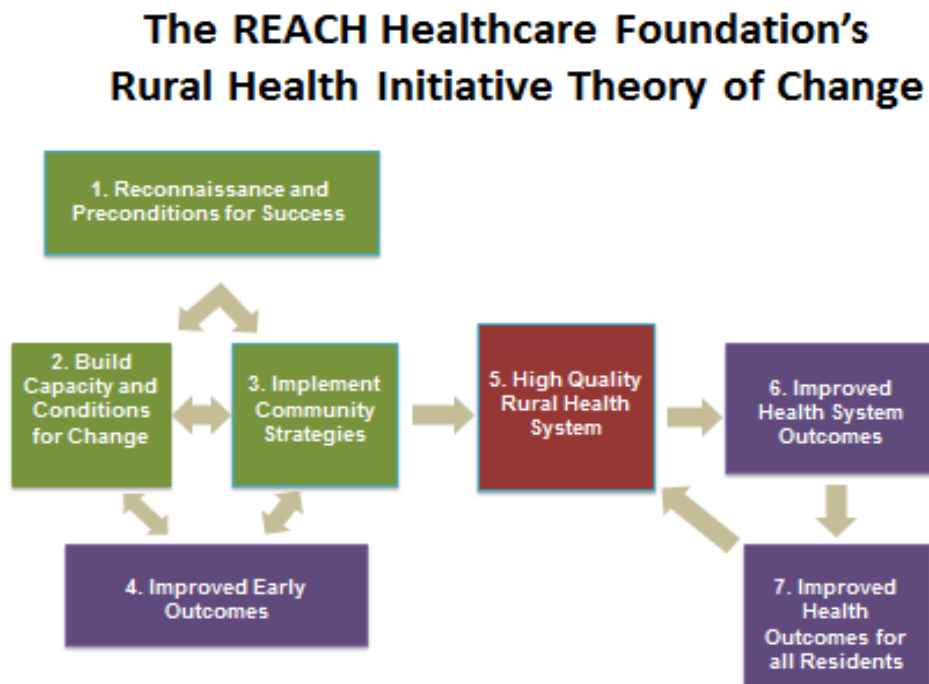 The REACH Healthcare Foundation's
Rural Health Initiative Theory of Change
1. Reconnaissance and
Preconditions for Success
2. Build
Capacity and
Conditions
for Change
3. Implement
Community
Strategies
5. High Quality
Rural Health
System
6. Improved
Health System
Outcomes
4. Improved Early
Outcomes
7. Improved
Health
Outcomes for
all Residents